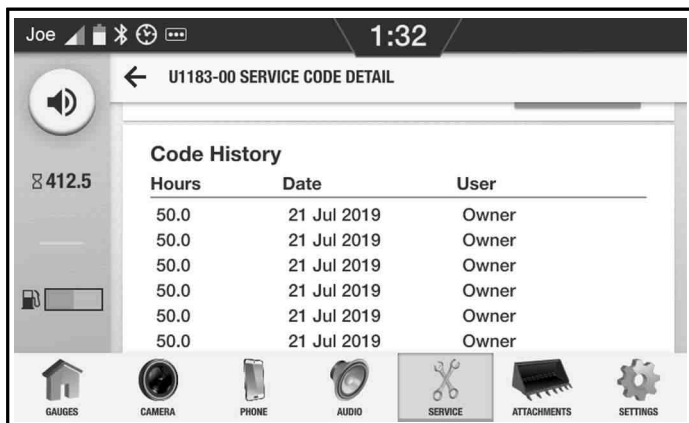 Joe 1:32
U1183-00 SERVICE CODE DETAIL
412.5
Code History
Hours Date User
50.0 21 Jul 2019 Owner
50.0 21 Jul 2019 Owner
50.0 21 Jul 2019 Owner
50.0 21 Jul 2019 Owner
50.0 21 Jul 2019 Owner
50.0 21 Jul 2019 Owner
GAUGES CAMERA PHONE AUDIO SERVICE ATTACHMENTS SETTINGS